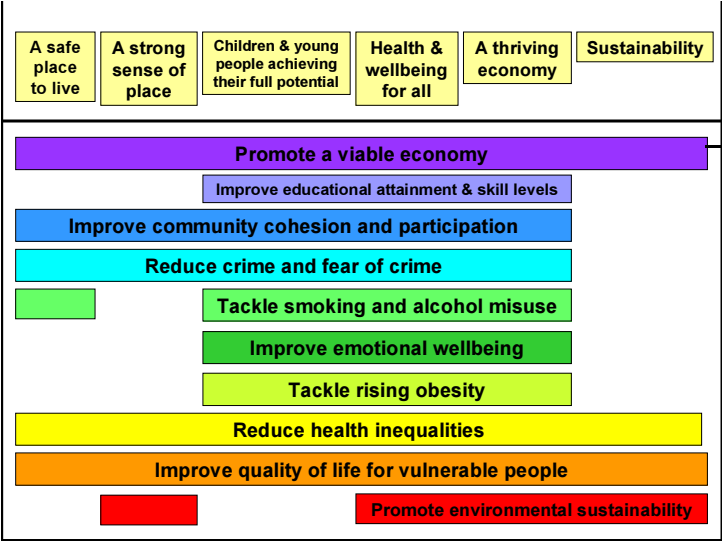 A safe
place
to live
A strong
sense of
place
Children & young
people achieving
their full potential
Health &
wellbeing
for all
A thriving
economy
Sustainability
Promote a viable economy
Improve educational attainment & skill levels
Improve community cohesion and participation
Reduce crime and fear of crime
Tackle smoking and alcohol misuse
Improve emotional wellbeing
Tackle rising obesity
Reduce health inequalities
Improve quality of life for vulnerable people
Promote environmental sustainability